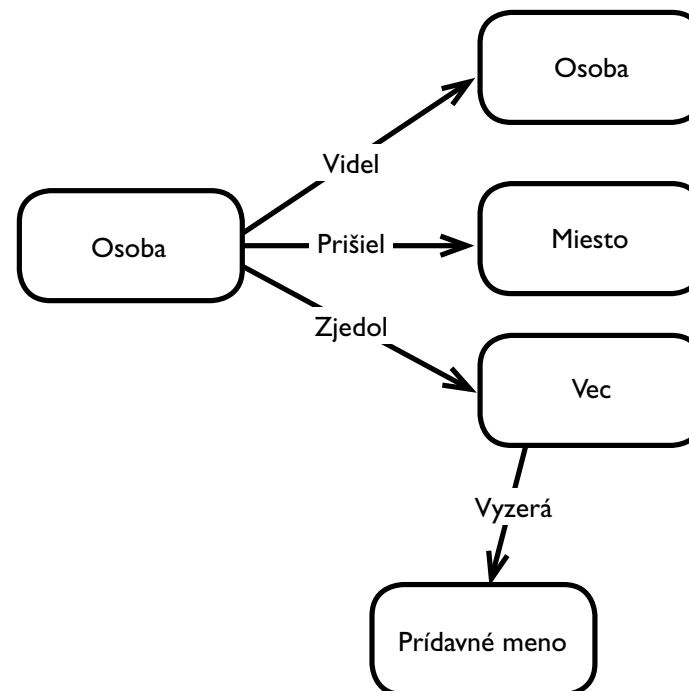 Osoba
Videl
Osoba
Prišiel
Miesto
Zjedol
Vec
Vyzerá
Prídavné meno